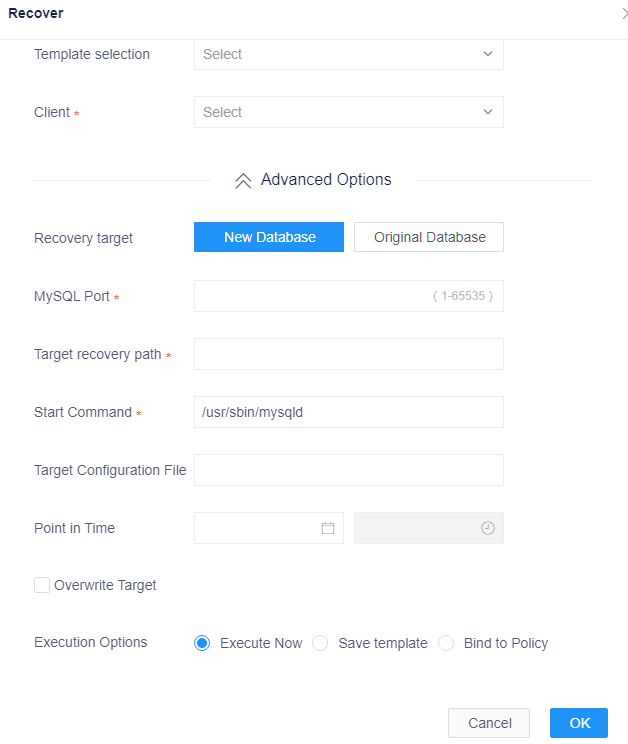 Recover
Template selection Select
Client * Select
Advanced Options
Recovery target New Database Original Database
MySQL Port * ( 1-65535 )
Target recovery path *
Start Command * /usr/sbin/mysqld
Target Configuration File
Point in Time
Overwrite Target
Execution Options Execute Now Save template Bind to Policy
Cancel OK